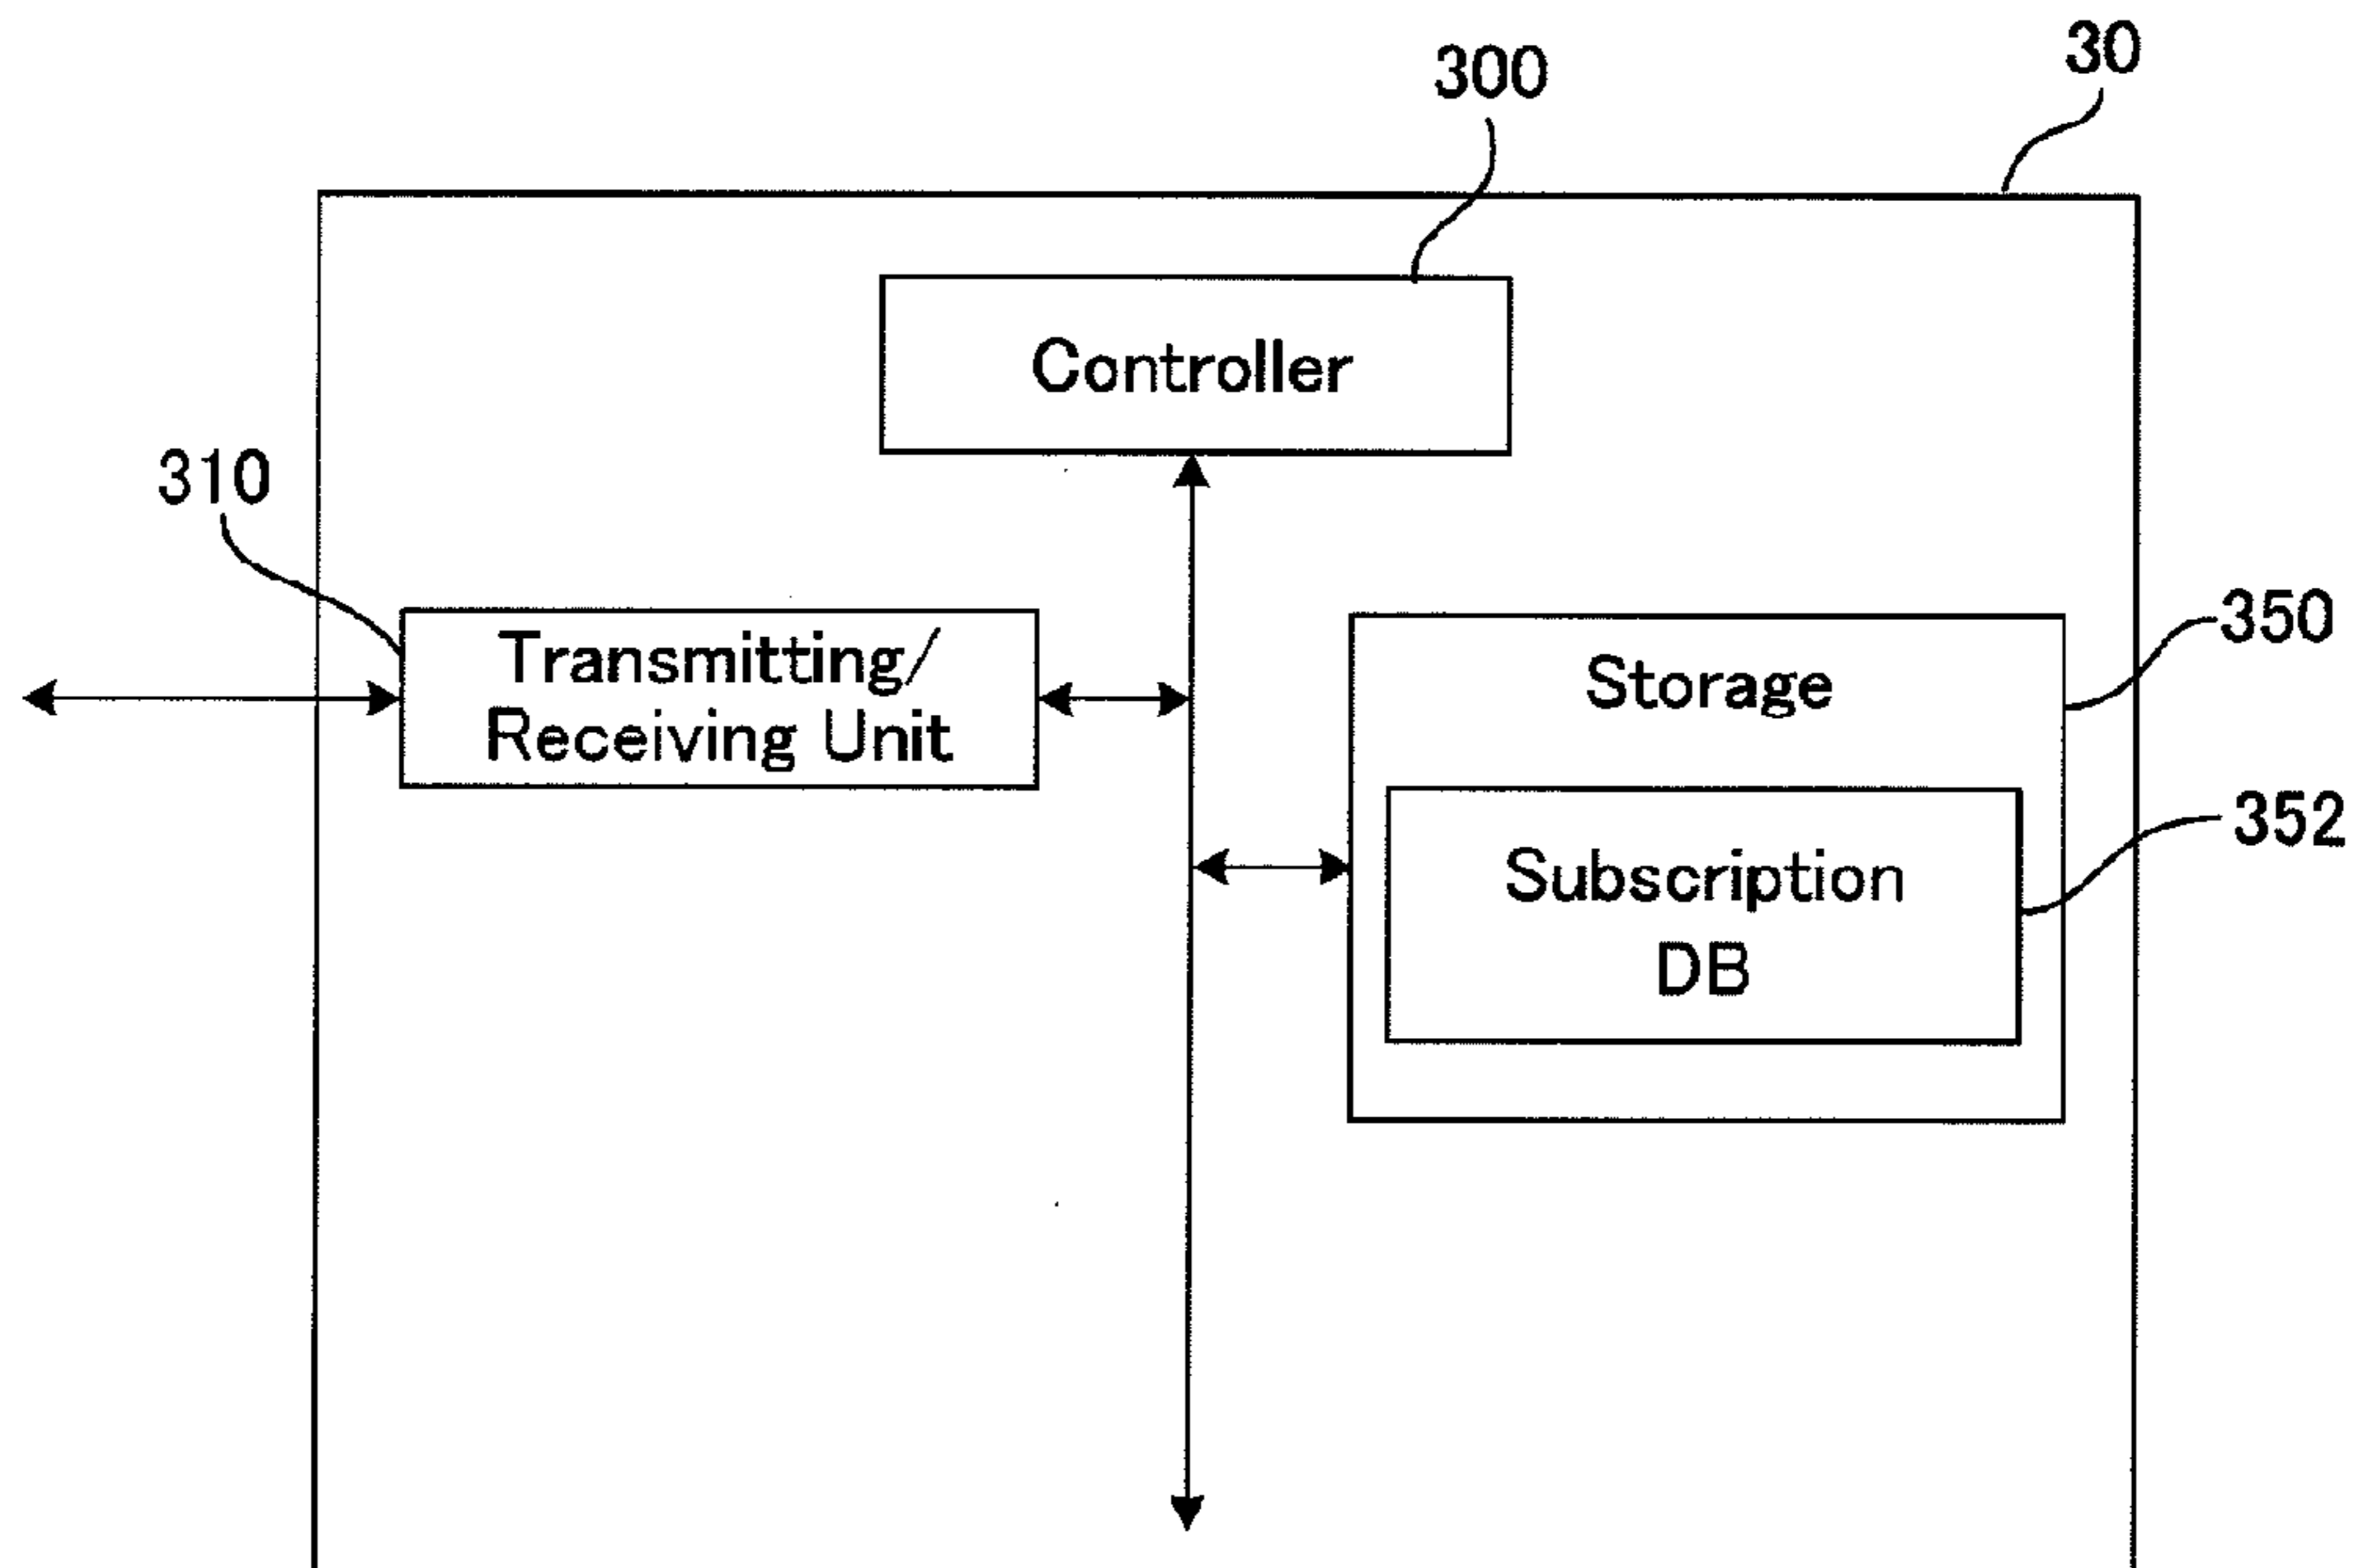 30
300
Controller
310
Transmitting/
Receiving Unit
350
Storage
352
Subscription
DB